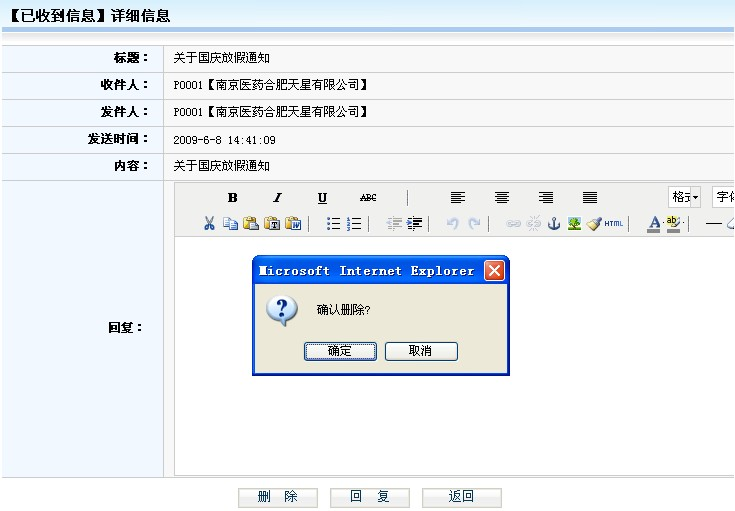 【已收到信息】详细信息
标题： 关于国庆放假通知
收件人： P0001【南京医药合肥天星有限公司】
发件人： P0001【南京医药合肥天星有限公司】
发送时间： 2009-6-8 14:41:09
内容： 关于国庆放假通知
B I U ABC 格式 字体
HTML A ab
Microsoft Internet Explorer
确认删除?
回复：
确定 取消
删 除 回 复 返回